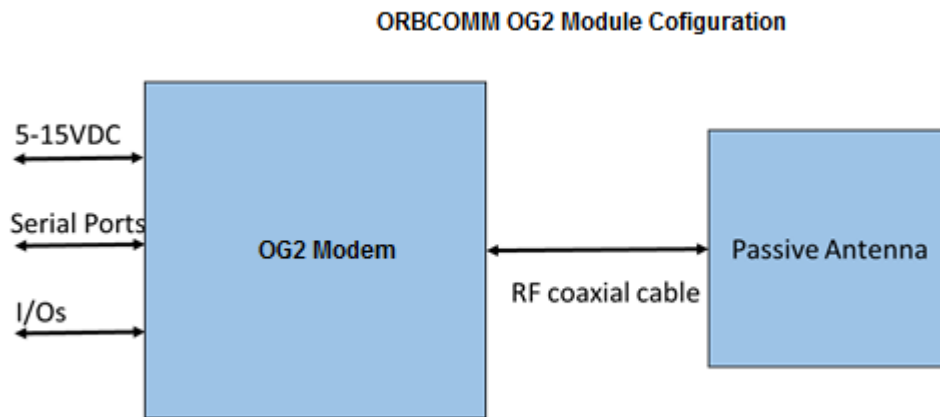 ORBCOMM OG2 Module Cofiguration
5-15VDC
Serial Ports
I/Os
OG2 Modem
RF coaxial cable
Passive Antenna